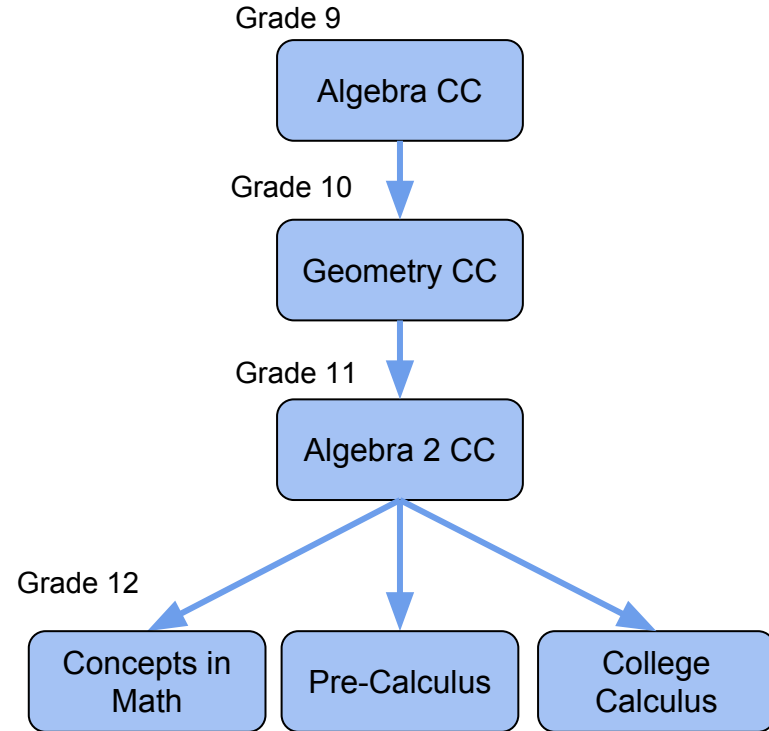 Grade 9
Algebra CC
Grade 10
Geometry CC
Grade 11
Algebra 2 CC
Grade 12
Concepts in
Math
Pre-Calculus
College
Calculus